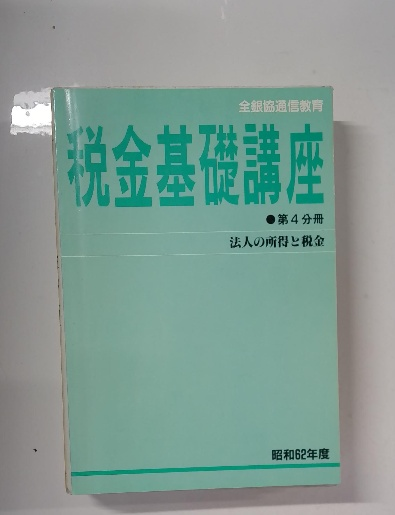 全銀協通信教育
税金基礎講座
●第4分冊
法人の所得と税金
昭和62年度